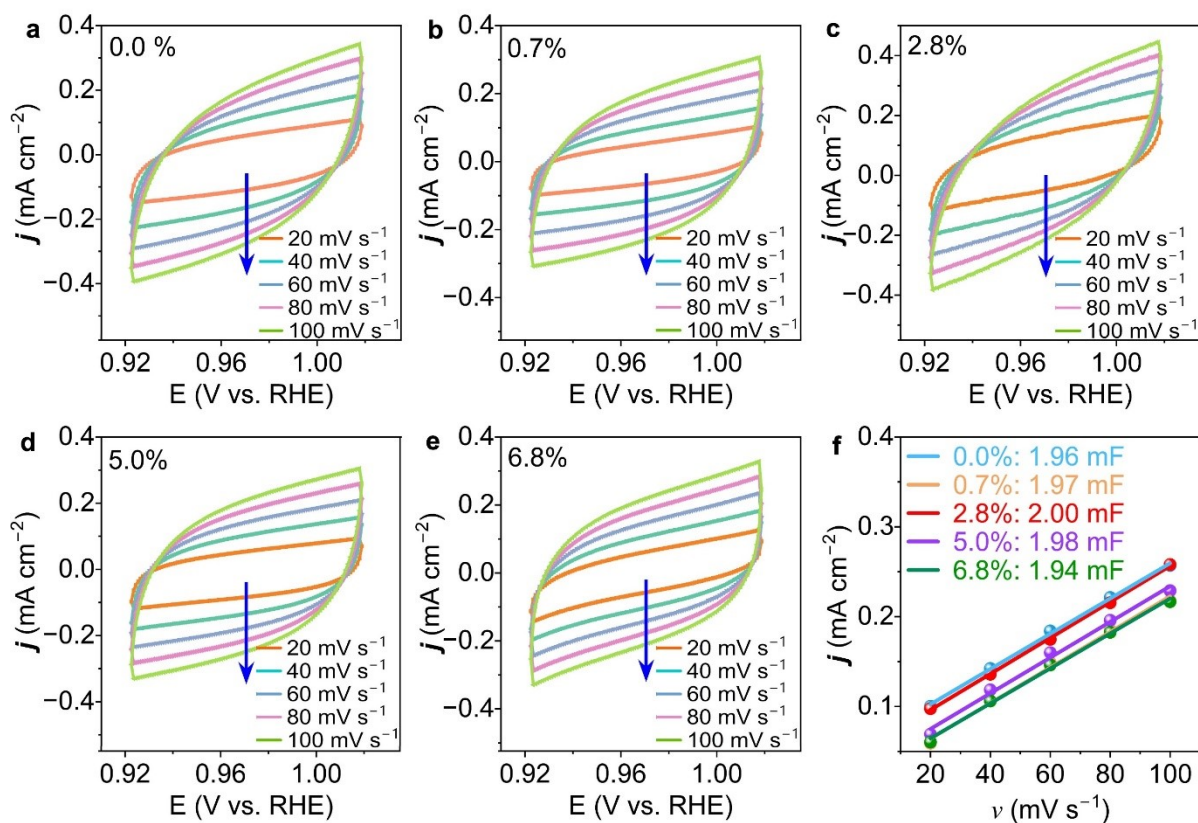 a
0.0 %
j (mA cm⁻²)
0.4
0.2
0.0
−0.2
−0.4
20 mV s⁻¹
40 mV s⁻¹
60 mV s⁻¹
80 mV s⁻¹
100 mV s⁻¹
0.92
0.96
1.00
E (V vs. RHE)
b
0.7%
j (mA cm⁻²)
0.4
0.2
0.0
−0.2
−0.4
20 mV s⁻¹
40 mV s⁻¹
60 mV s⁻¹
80 mV s⁻¹
100 mV s⁻¹
0.92
0.96
1.00
E (V vs. RHE)
c
2.8%
j (mA cm⁻²)
0.4
0.2
0.0
−0.2
−0.4
20 mV s⁻¹
40 mV s⁻¹
60 mV s⁻¹
80 mV s⁻¹
100 mV s⁻¹
0.92
0.96
1.00
E (V vs. RHE)
d
5.0%
j (mA cm⁻²)
0.4
0.2
0.0
−0.2
−0.4
20 mV s⁻¹
40 mV s⁻¹
60 mV s⁻¹
80 mV s⁻¹
100 mV s⁻¹
0.92
0.96
1.00
E (V vs. RHE)
e
6.8%
j (mA cm⁻²)
0.4
0.2
0.0
−0.2
−0.4
20 mV s⁻¹
40 mV s⁻¹
60 mV s⁻¹
80 mV s⁻¹
100 mV s⁻¹
0.92
0.96
1.00
E (V vs. RHE)
f
0.0%: 1.96 mF
0.7%: 1.97 mF
2.8%: 2.00 mF
5.0%: 1.98 mF
6.8%: 1.94 mF
j (mA cm⁻²)
0.4
0.3
0.2
0.1
20
40
60
80
100
v (mV s⁻¹)